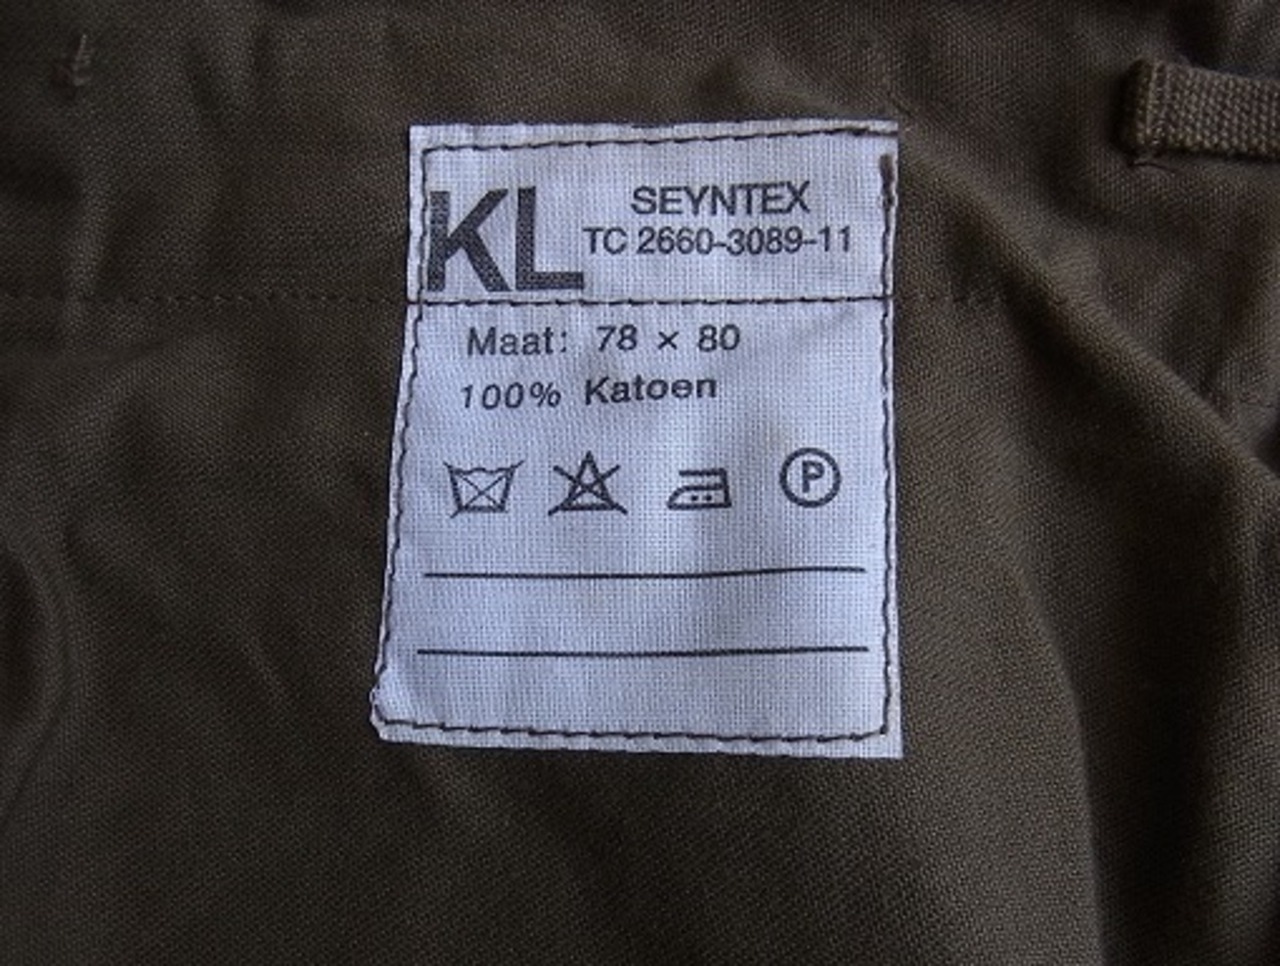 KL SEYNTEX
TC 2660-3089-11
Maat: 78 × 80
100% Katoen
P